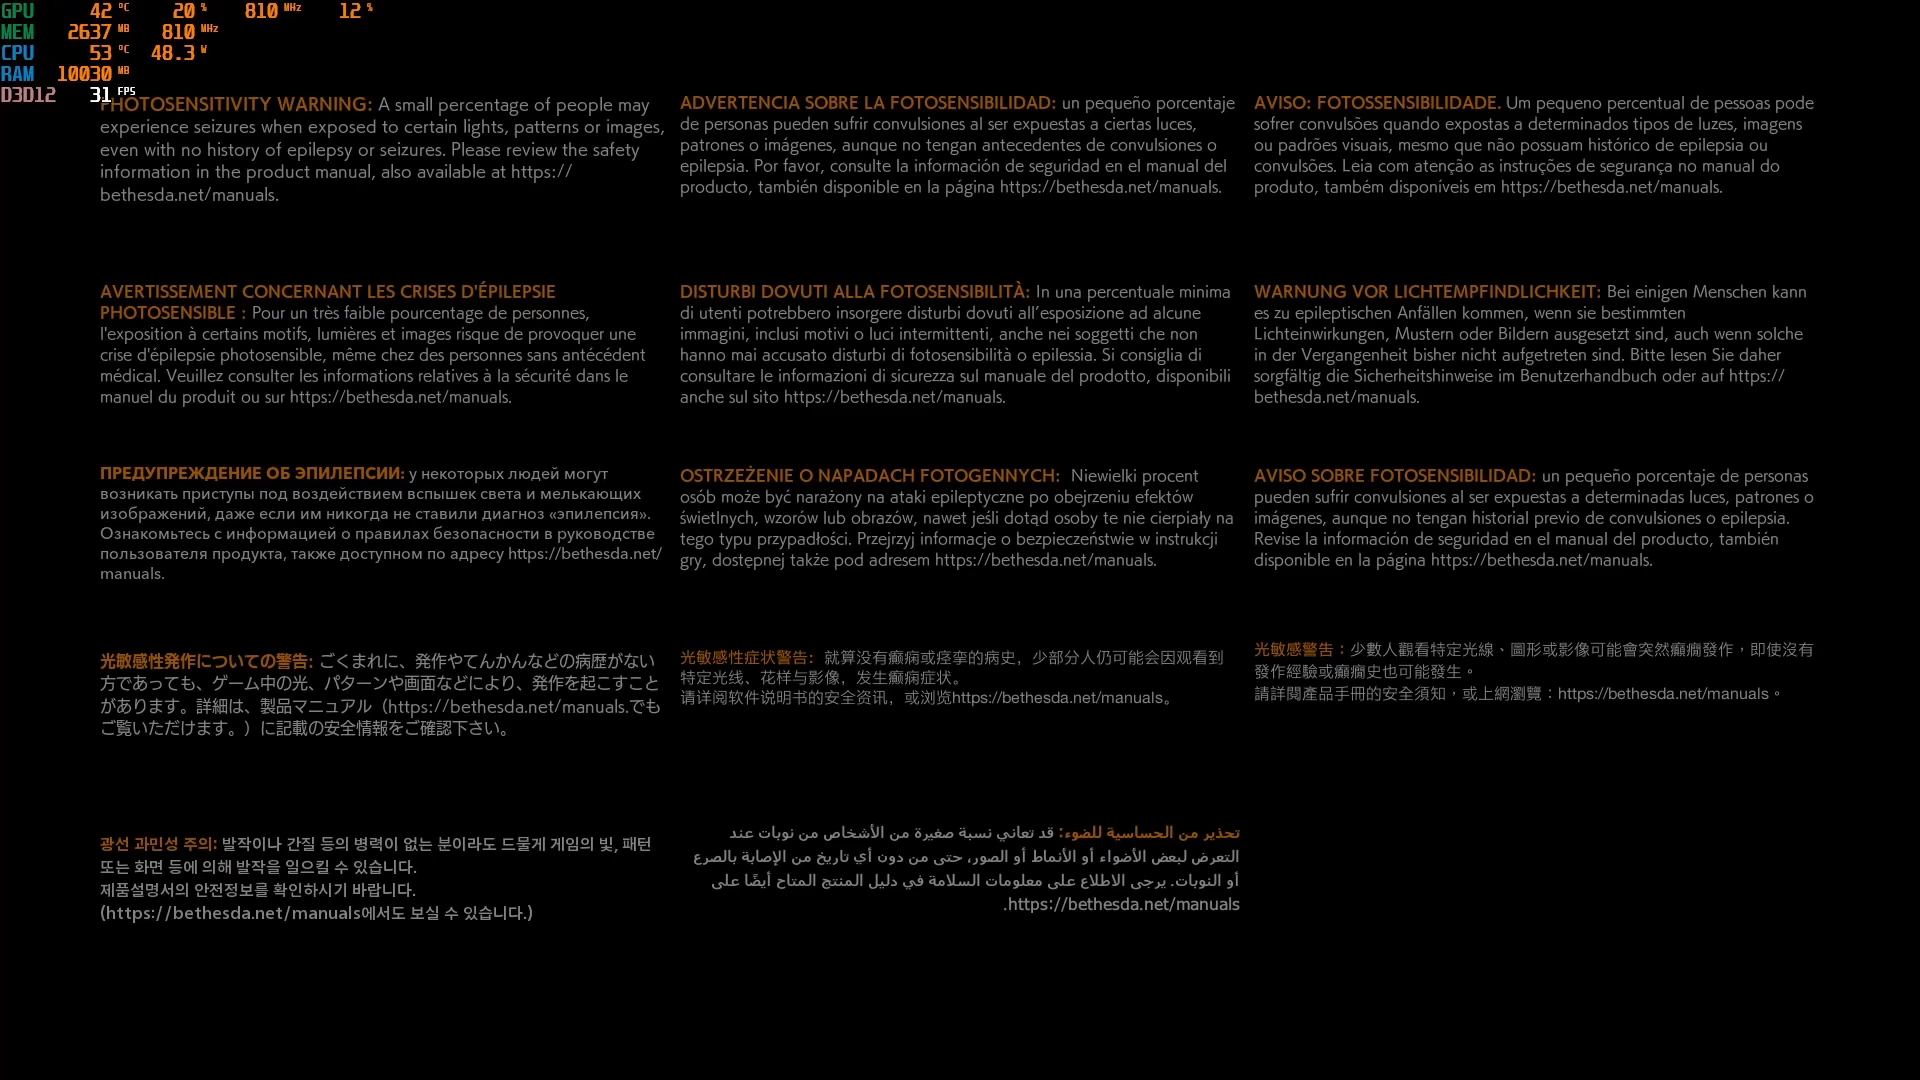 GPU 42 °C 20 % 810 MHz 12 %
MEM 2637 MB 810 MHz
CPU 53 °C 48.3 W
RAM 10030 MB
D3D12 31 FPS
PHOTOSENSITIVITY WARNING: A small percentage of people may
experience seizures when exposed to certain lights, patterns or images,
even with no history of epilepsy or seizures. Please review the safety
information in the product manual, also available at https://
bethesda.net/manuals.
ADVERTENCIA SOBRE LA FOTOSENSIBILIDAD: un pequeño porcentaje
de personas pueden sufrir convulsiones al ser expuestas a ciertas luces,
patrones o imágenes, aunque no tengan antecedentes de convulsiones o
epilepsia. Por favor, consulte la información de seguridad en el manual del
producto, también disponible en la página https://bethesda.net/manuals.
AVISO: FOTOSSENSIBILIDADE. Um pequeno percentual de pessoas pode
sofrer convulsões quando expostas a determinados tipos de luzes, imagens
ou padrões visuais, mesmo que não possuam histórico de epilepsia ou
convulsões. Leia com atenção as instruções de segurança no manual do
produto, também disponíveis em https://bethesda.net/manuals.
AVERTISSEMENT CONCERNANT LES CRISES D'ÉPILEPSIE
PHOTOSENSIBLE : Pour un très faible pourcentage de personnes,
l'exposition à certains motifs, lumières et images risque de provoquer une
crise d'épilepsie photosensible, même chez des personnes sans antécédent
médical. Veuillez consulter les informations relatives à la sécurité dans le
manuel du produit ou sur https://bethesda.net/manuals.
DISTURBI DOVUTI ALLA FOTOSENSIBILITÀ: In una percentuale minima
di utenti potrebbero insorgere disturbi dovuti all’esposizione ad alcune
immagini, inclusi motivi o luci intermittenti, anche nei soggetti che non
hanno mai accusato disturbi di fotosensibilità o epilessia. Si consiglia di
consultare le informazioni di sicurezza sul manuale del prodotto, disponibili
anche sul sito https://bethesda.net/manuals.
WARNUNG VOR LICHTEMPFINDLICHKEIT: Bei einigen Menschen kann
es zu epileptischen Anfällen kommen, wenn sie bestimmten
Lichteinwirkungen, Mustern oder Bildern ausgesetzt sind, auch wenn solche
in der Vergangenheit bisher nicht aufgetreten sind. Bitte lesen Sie daher
sorgfältig die Sicherheitshinweise im Benutzerhandbuch oder auf https://
bethesda.net/manuals.
ПРЕДУПРЕЖДЕНИЕ ОБ ЭПИЛЕПСИИ: у некоторых людей могут
возникать приступы под воздействием вспышек света и мелькающих
изображений, даже если им никогда не ставили диагноз «эпилепсия».
Ознакомьтесь с информацией о правилах безопасности в руководстве
пользователя продукта, также доступном по адресу https://bethesda.net/
manuals.
OSTRZEŻENIE O NAPADACH FOTOGENNYCH: Niewielki procent
osób może być narażony na ataki epileptyczne po obejrzeniu efektów
świetlnych, wzorów lub obrazów, nawet jeśli dotąd osoby te nie cierpiały na
tego typu przypadłości. Przejrzyj informacje o bezpieczeństwie w instrukcji
gry, dostępnej także pod adresem https://bethesda.net/manuals.
AVISO SOBRE FOTOSENSIBILIDAD: un pequeño porcentaje de personas
pueden sufrir convulsiones al ser expuestas a determinadas luces, patrones o
imágenes, aunque no tengan historial previo de convulsiones o epilepsia.
Revise la información de seguridad en el manual del producto, también
disponible en la página https://bethesda.net/manuals.
光敏感性発作についての警告: ごくまれに、発作やてんかんなどの病歴がない
方であっても、ゲーム中の光、パターンや画面などにより、発作を起こすこと
があります。詳細は、製品マニュアル（https://bethesda.net/manuals.でも
ご覧いただけます。）に記載の安全情報をご確認下さい。
光敏感性症状警告：就算没有癫痫或痉挛的病史，少部分人仍可能会因观看到
特定光线、花样与影像，发生癫痫症状。
请详阅软件说明书的安全资讯，或浏览https://bethesda.net/manuals。
光敏感警告：少數人觀看特定光線、圖形或影像可能會突然癲癇發作，即使沒有
發作經驗或癲癇史也可能發生。
請詳閱產品手冊的安全須知，或上網瀏覽：https://bethesda.net/manuals。
광선 과민성 주의: 발작이나 간질 등의 병력이 없는 분이라도 드물게 게임의 빛, 패턴
또는 화면 등에 의해 발작을 일으킬 수 있습니다.
제품설명서의 안전정보를 확인하시기 바랍니다.
(https://bethesda.net/manuals에서도 보실 수 있습니다.)
تحذير من الحساسية للضوء: قد تعاني نسبة صغيرة من الأشخاص من نوبات عند
التعرض لبعض الأضواء أو الأنماط أو الصور، حتى من دون أي تاريخ من الإصابة بالصرع
أو النوبات. يرجى الاطلاع على معلومات السلامة في دليل المنتج المتاح أيضًا على
https://bethesda.net/manuals.